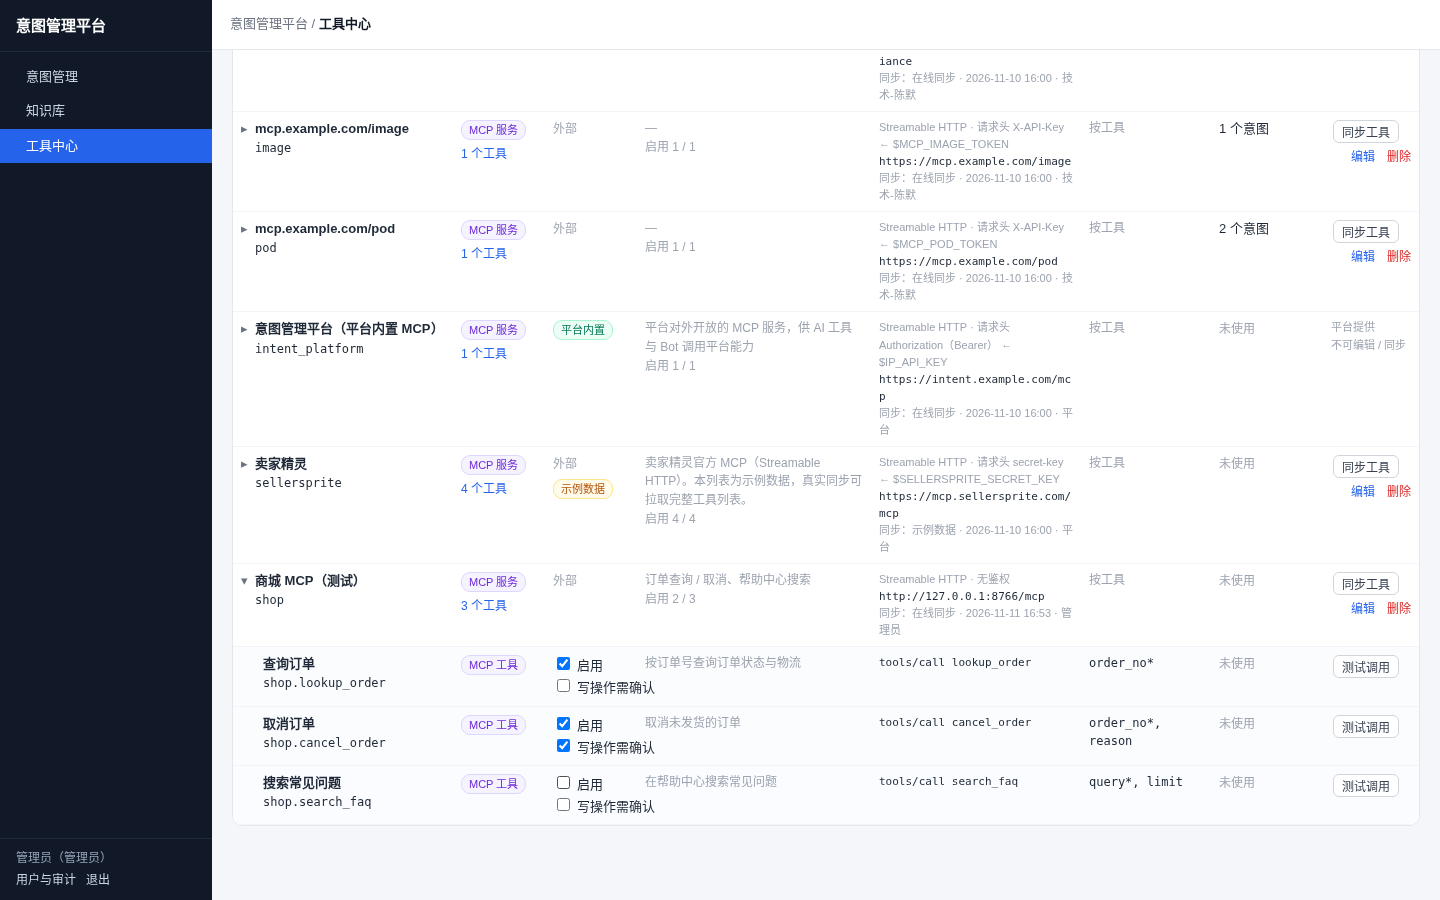 意图管理平台
意图管理
知识库
工具中心
管理员（管理员）
用户与审计 退出
意图管理平台 / 工具中心
iance
同步：在线同步 · 2026-11-10 16:00 · 技
术-陈默
▸ mcp.example.com/image
image
MCP 服务
1 个工具
外部
—
启用 1 / 1
Streamable HTTP · 请求头 X-API-Key
← $MCP_IMAGE_TOKEN
https://mcp.example.com/image
同步：在线同步 · 2026-11-10 16:00 · 技
术-陈默
按工具
1 个意图
同步工具
编辑 删除
▸ mcp.example.com/pod
pod
MCP 服务
1 个工具
外部
—
启用 1 / 1
Streamable HTTP · 请求头 X-API-Key
← $MCP_POD_TOKEN
https://mcp.example.com/pod
同步：在线同步 · 2026-11-10 16:00 · 技
术-陈默
按工具
2 个意图
同步工具
编辑 删除
▸ 意图管理平台（平台内置 MCP）
intent_platform
MCP 服务
1 个工具
平台内置
平台对外开放的 MCP 服务，供 AI 工具
与 Bot 调用平台能力
启用 1 / 1
Streamable HTTP · 请求头
Authorization（Bearer） ←
$IP_API_KEY
https://intent.example.com/mc
p
同步：在线同步 · 2026-11-10 16:00 · 平
台
按工具
未使用
平台提供
不可编辑 / 同步
▸ 卖家精灵
sellersprite
MCP 服务
4 个工具
外部
示例数据
卖家精灵官方 MCP（Streamable
HTTP）。本列表为示例数据，真实同步可
拉取完整工具列表。
启用 4 / 4
Streamable HTTP · 请求头 secret-key
← $SELLERSPRITE_SECRET_KEY
https://mcp.sellersprite.com/
mcp
同步：示例数据 · 2026-11-10 16:00 · 平
台
按工具
未使用
同步工具
编辑 删除
▾ 商城 MCP（测试）
shop
MCP 服务
3 个工具
外部
订单查询 / 取消、帮助中心搜索
启用 2 / 3
Streamable HTTP · 无鉴权
http://127.0.0.1:8766/mcp
同步：在线同步 · 2026-11-11 16:53 · 管
理员
按工具
未使用
同步工具
编辑 删除
查询订单
shop.lookup_order
MCP 工具
启用
写操作需确认
按订单号查询订单状态与物流
tools/call lookup_order
order_no*
未使用
测试调用
取消订单
shop.cancel_order
MCP 工具
启用
写操作需确认
取消未发货的订单
tools/call cancel_order
order_no*,
reason
未使用
测试调用
搜索常见问题
shop.search_faq
MCP 工具
启用
写操作需确认
在帮助中心搜索常见问题
tools/call search_faq
query*, limit
未使用
测试调用